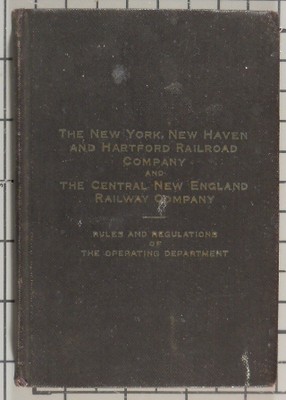 THE NEW YORK, NEW HAVEN
AND HARTFORD RAILROAD
COMPANY
AND
THE CENTRAL NEW ENGLAND
RAILWAY COMPANY
RULES AND REGULATIONS
OF
THE OPERATING DEPARTMENT